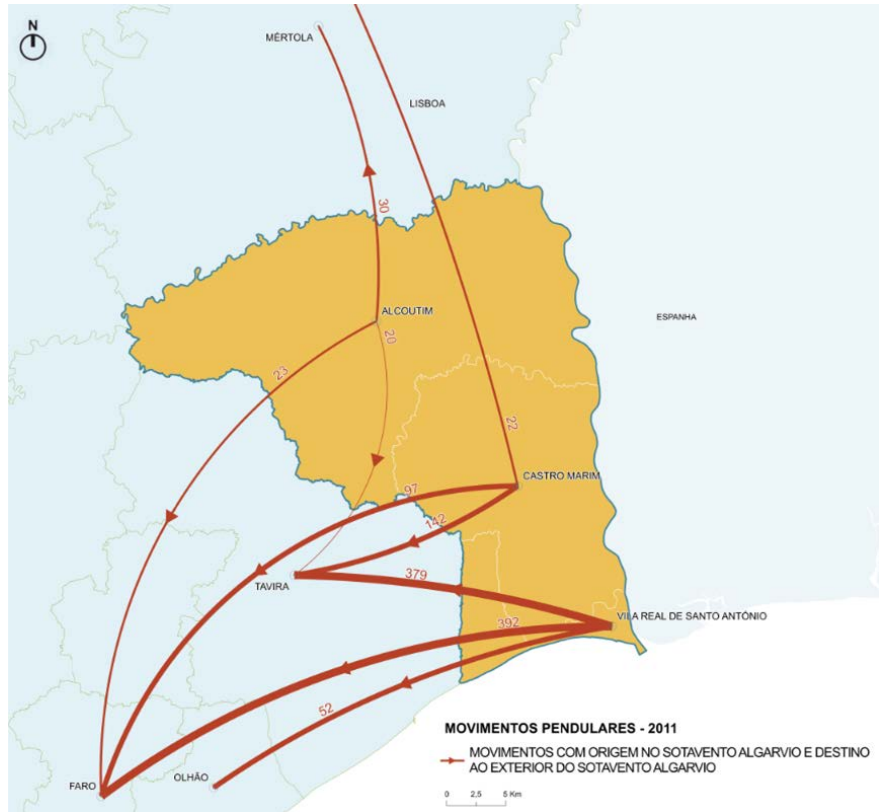 N
MÉRTOLA
LISBOA
30
ALCOUTIM
ESPANHA
20
23
22
CASTRO MARIM
97
142
379
TAVIRA
VILA REAL DE SANTO ANTÓNIO
392
52
MOVIMENTOS PENDULARES - 2011
MOVIMENTOS COM ORIGEM NO SOTAVENTO ALGARVIO E DESTINO
AO EXTERIOR DO SOTAVENTO ALGARVIO
FARO
OLHÃO
0 2,5 5 Km